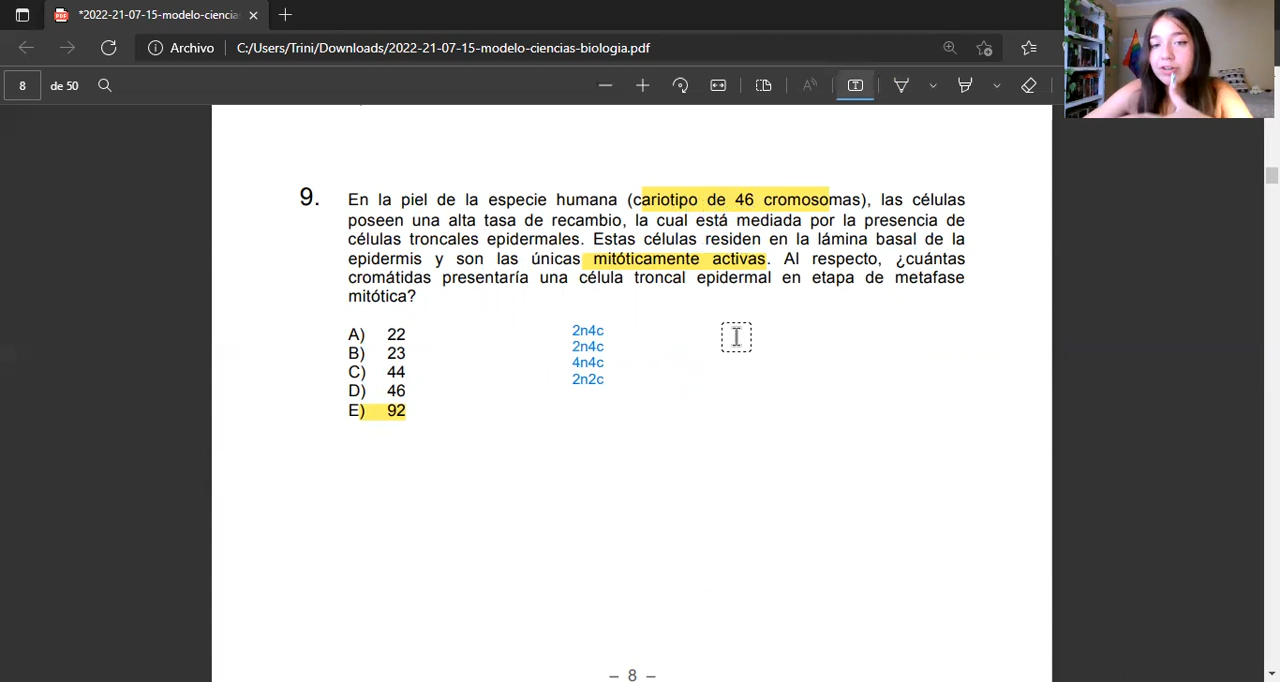 *2022-21-07-15-modelo-ciencia
Archivo C:/Users/Trini/Downloads/2022-21-07-15-modelo-ciencias-biologia.pdf
8 de 50
9. En la piel de la especie humana (cariotipo de 46 cromosomas), las células
poseen una alta tasa de recambio, la cual está mediada por la presencia de
células troncales epidermales. Estas células residen en la lámina basal de la
epidermis y son las únicas mitóticamente activas. Al respecto, ¿cuántas
cromátidas presentaría una célula troncal epidermal en etapa de metafase
mitótica?
A) 22
B) 23
C) 44
D) 46
E) 92
2n4c
2n4c
4n4c
2n2c
– 8 –